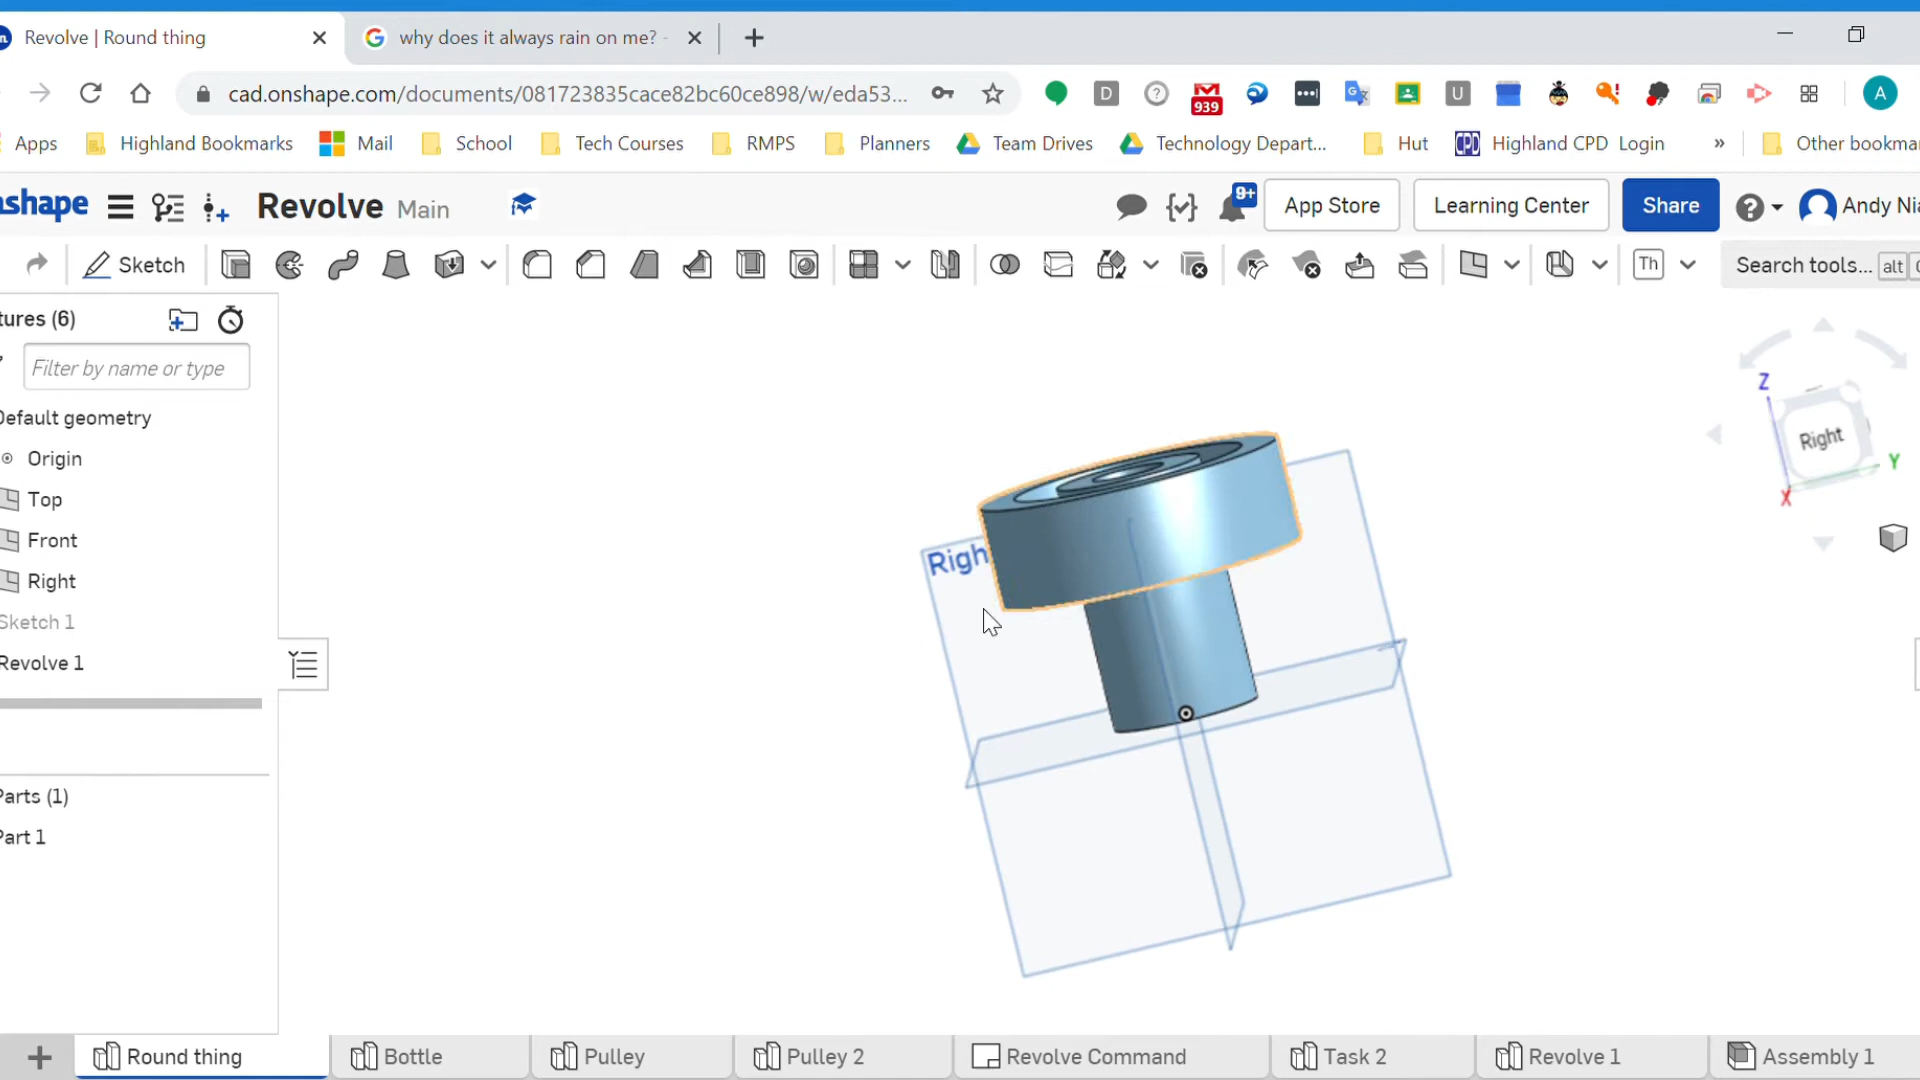 Revolve | Round thing
why does it always rain on me? -
cad.onshape.com/documents/081723835cace82bc60ce898/w/eda53...
D
939
U
A
Apps
Highland Bookmarks
Mail
School
Tech Courses
RMPS
Planners
Team Drives
Technology Depart...
Hut
CPD
Highland CPD Login
»
Other bookma
nshape
Revolve Main
9+
App Store
Learning Center
Share
Andy Nia
Sketch
Th
Search tools... alt
tures (6)
Filter by name or type
Default geometry
Origin
Top
Front
Right
Sketch 1
Revolve 1
Parts (1)
Part 1
Righ
Z
Right
Y
X
Round thing
Bottle
Pulley
Pulley 2
Revolve Command
Task 2
Revolve 1
Assembly 1